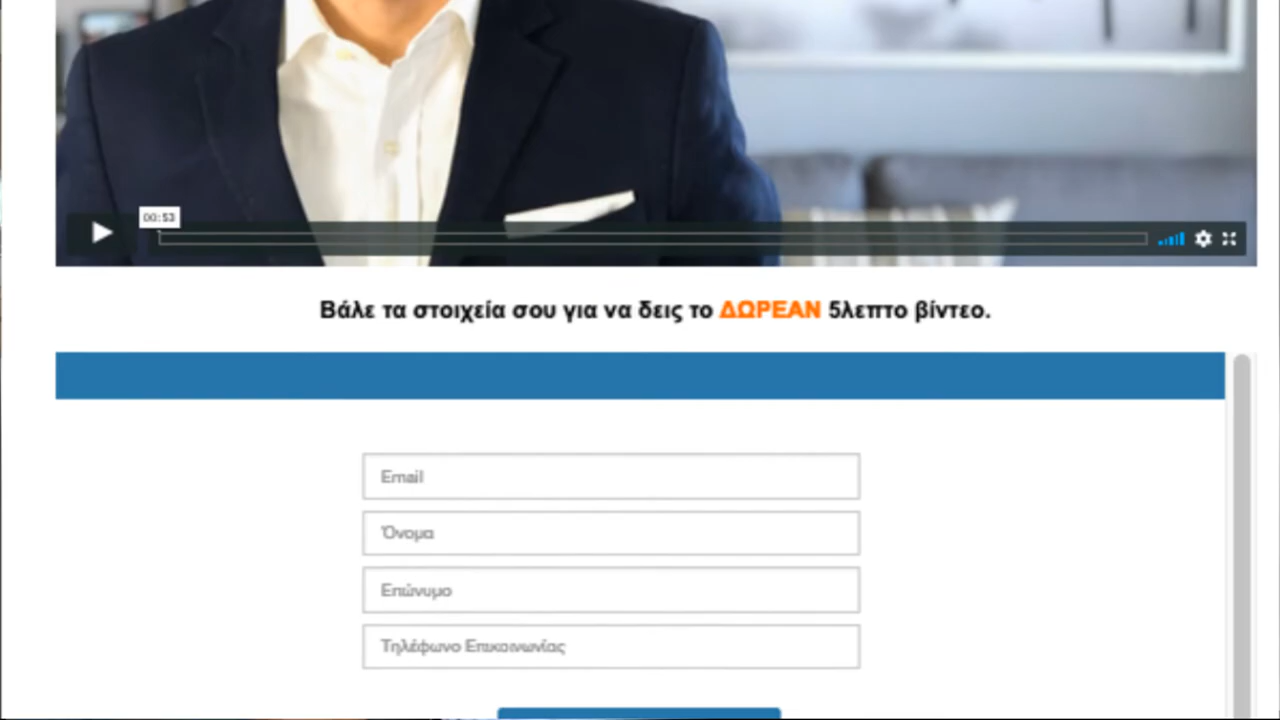 00:53
Βάλε τα στοιχεία σου για να δεις το ΔΩΡΕΑΝ 5λεπτο βίντεο.
Email
Όνομα
Επώνυμο
Τηλέφωνο Επικοινωνίας